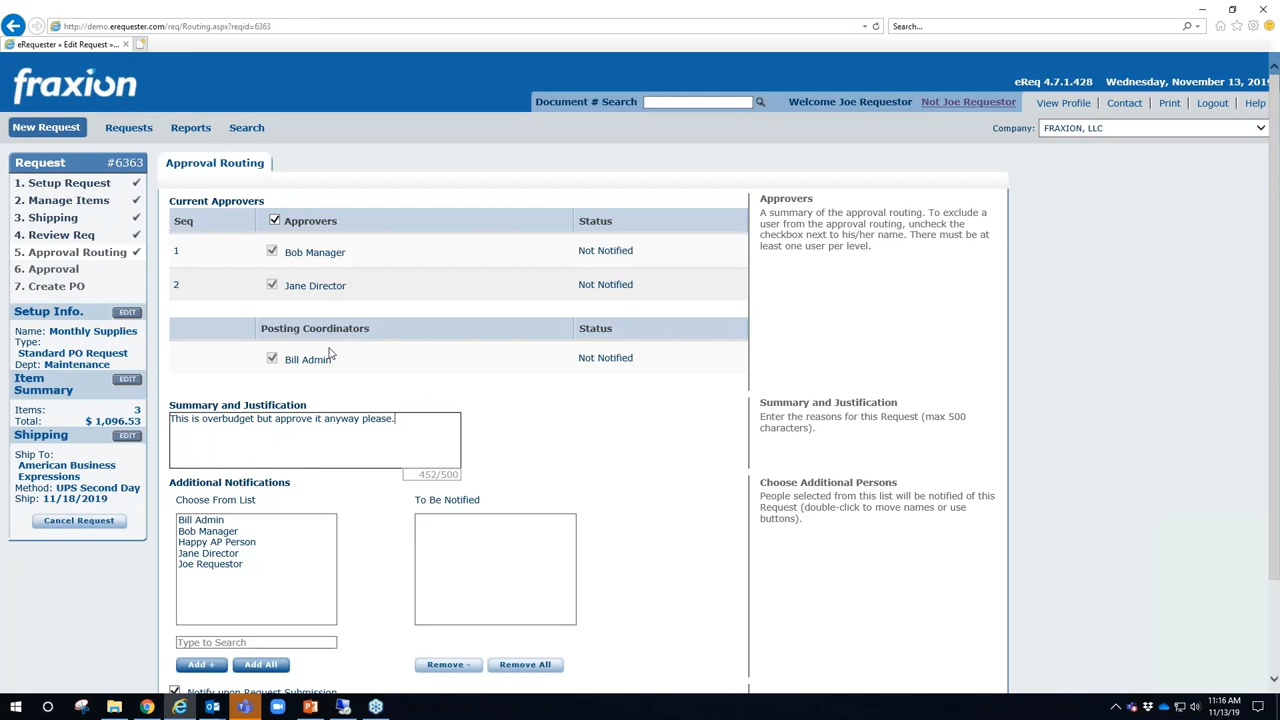 http://demo.erequester.com/req/Routing.aspx?reqid=6363
Search...
eRequester » Edit Request »...
fraxion
eReq 4.7.1.428 Wednesday, November 13, 2019
Document # Search
Welcome Joe Requestor Not Joe Requestor
View Profile | Contact | Print | Logout | Help
New Request Requests Reports Search
Company: FRAXION, LLC
Request #6363
1. Setup Request ✓
2. Manage Items ✓
3. Shipping ✓
4. Review Req ✓
5. Approval Routing ✓
6. Approval
7. Create PO
Setup Info. EDIT
Name: Monthly Supplies
Type:
Standard PO Request
Dept: Maintenance
Item Summary EDIT
Items: 3
Total: $ 1,096.53
Shipping EDIT
Ship To:
American Business
Expressions
Method: UPS Second Day
Ship: 11/18/2019
Cancel Request
Approval Routing
Current Approvers
Seq Approvers Status
1 Bob Manager Not Notified
2 Jane Director Not Notified
Posting Coordinators Status
Bill Admin Not Notified
Summary and Justification
This is overbudget but approve it anyway please.
452/500
Additional Notifications
Choose From List To Be Notified
Bill Admin
Bob Manager
Happy AP Person
Jane Director
Joe Requestor
Type to Search
Add + Add All Remove - Remove All
Notify upon Request Submission
Approvers
A summary of the approval routing. To exclude a
user from the approval routing, uncheck the
checkbox next to his/her name. There must be at
least one user per level.
Summary and Justification
Enter the reasons for this Request (max 500
characters).
Choose Additional Persons
People selected from this list will be notified of this
Request (double-click to move names or use
buttons).
11:16 AM
11/13/19